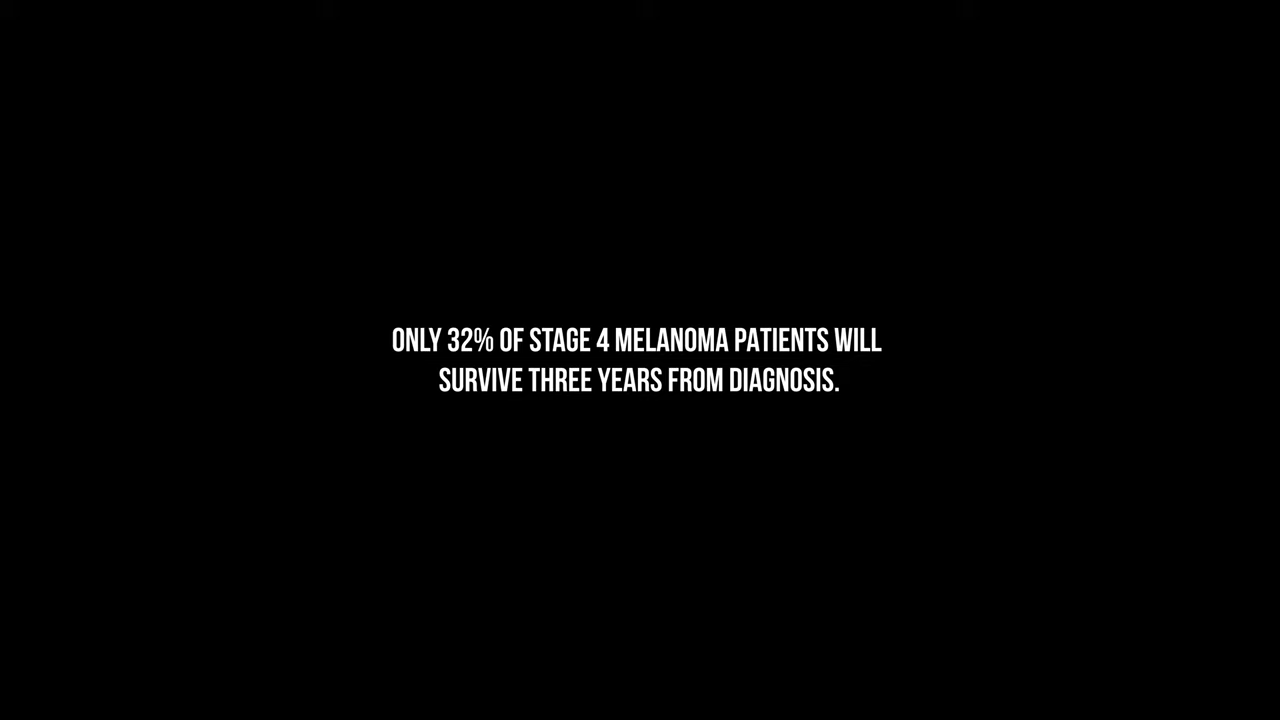 ONLY 32% OF STAGE 4 MELANOMA PATIENTS WILL
SURVIVE THREE YEARS FROM DIAGNOSIS.